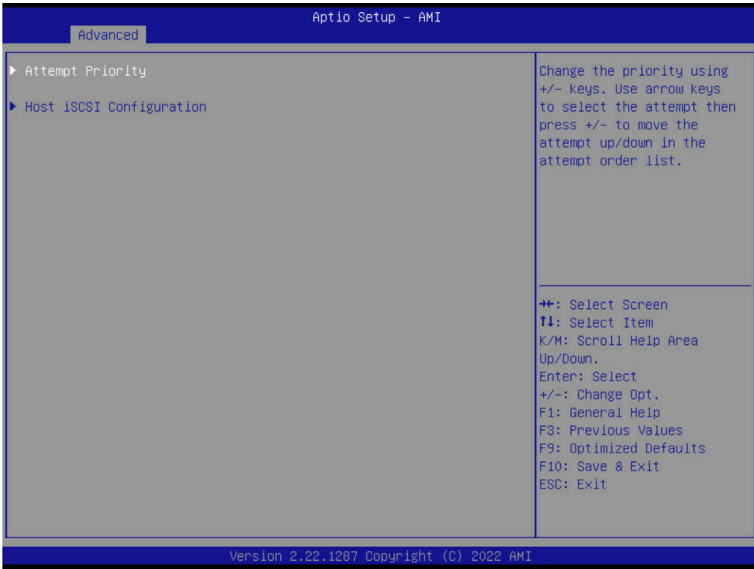 Aptio Setup – AMI
Advanced
▶ Attempt Priority
▶ Host iSCSI Configuration
Change the priority using
+/– keys. Use arrow keys
to select the attempt then
press +/– to move the
attempt up/down in the
attempt order list.
→←: Select Screen
↑↓: Select Item
K/M: Scroll Help Area
Up/Down.
Enter: Select
+/–: Change Opt.
F1: General Help
F3: Previous Values
F9: Optimized Defaults
F10: Save & Exit
ESC: Exit
Version 2.22.1287 Copyright (C) 2022 AMI